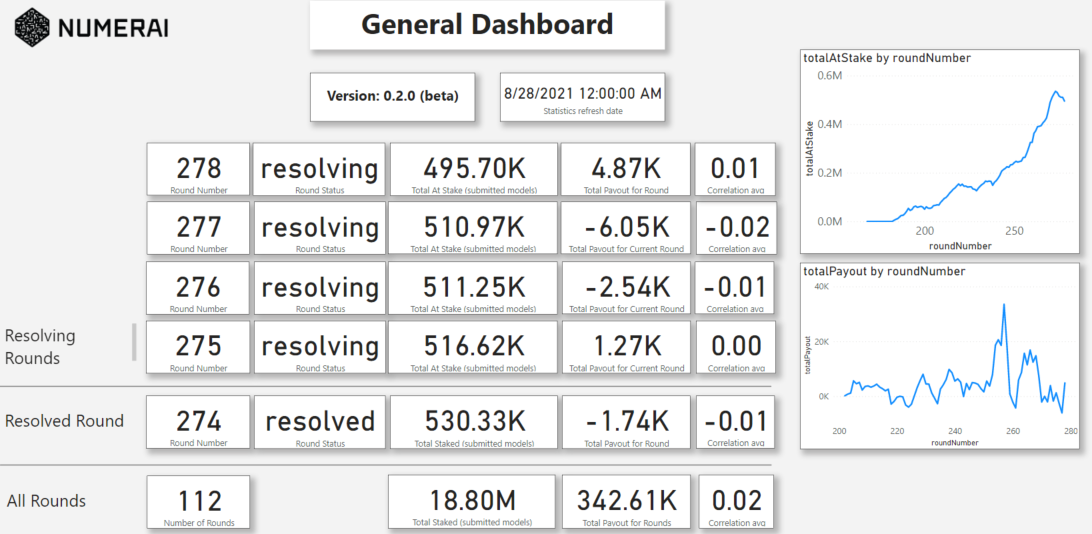 NUMERAI
General Dashboard
Version: 0.2.0 (beta)
8/28/2021 12:00:00 AM
Statistics refresh date
278
Round Number
resolving
Round Status
495.70K
Total At Stake (submitted models)
4.87K
Total Payout for Round
0.01
Correlation avg
277
Round Number
resolving
Round Status
510.97K
Total At Stake (submitted models)
-6.05K
Total Payout for Current Round
-0.02
Correlation avg
276
Round Number
resolving
Round Status
511.25K
Total At Stake (submitted models)
-2.54K
Total Payout for Current Round
-0.01
Correlation avg
Resolving
Rounds
275
Round Number
resolving
Round Status
516.62K
Total At Stake (submitted models)
1.27K
Total Payout for Current Round
0.00
Correlation avg
Resolved Round
274
Round Number
resolved
Round Status
530.33K
Total Staked (submitted models)
-1.74K
Total Payout for Round
-0.01
Correlation avg
All Rounds
112
Number of Rounds
18.80M
Total Staked (submitted models)
342.61K
Total Payout for Rounds
0.02
Correlation avg
totalAtStake by roundNumber
0.6M
0.4M
0.2M
0.0M
totalAtStake
200
250
roundNumber
totalPayout by roundNumber
40K
20K
0K
totalPayout
200
220
240
260
280
roundNumber